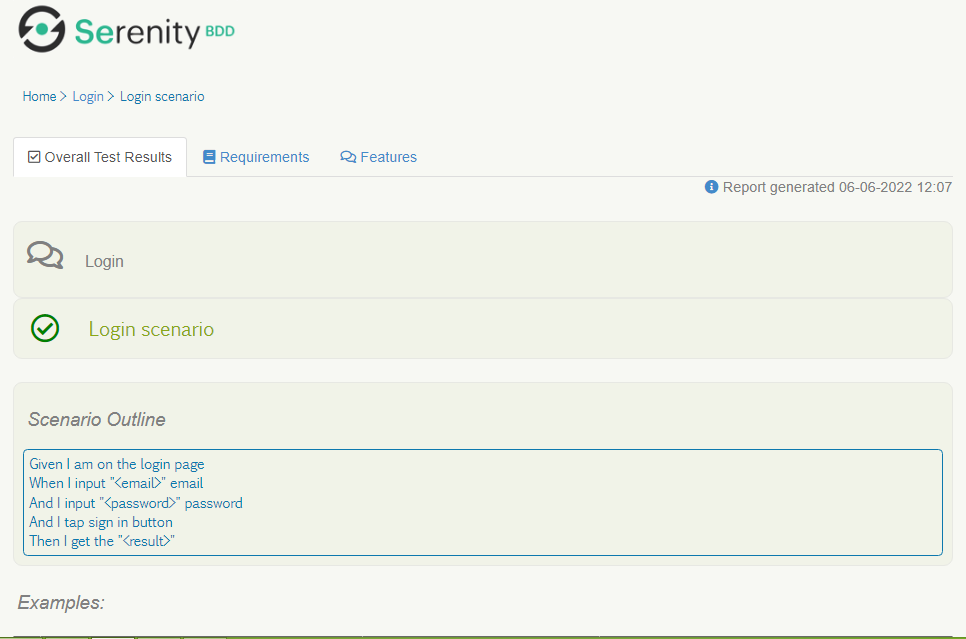 Serenity BDD
Home > Login > Login scenario
Overall Test Results Requirements Features
Report generated 06-06-2022 12:07
Login
Login scenario
Scenario Outline
Given I am on the login page
When I input "<email>" email
And I input "<password>" password
And I tap sign in button
Then I get the "<result>"
Examples: